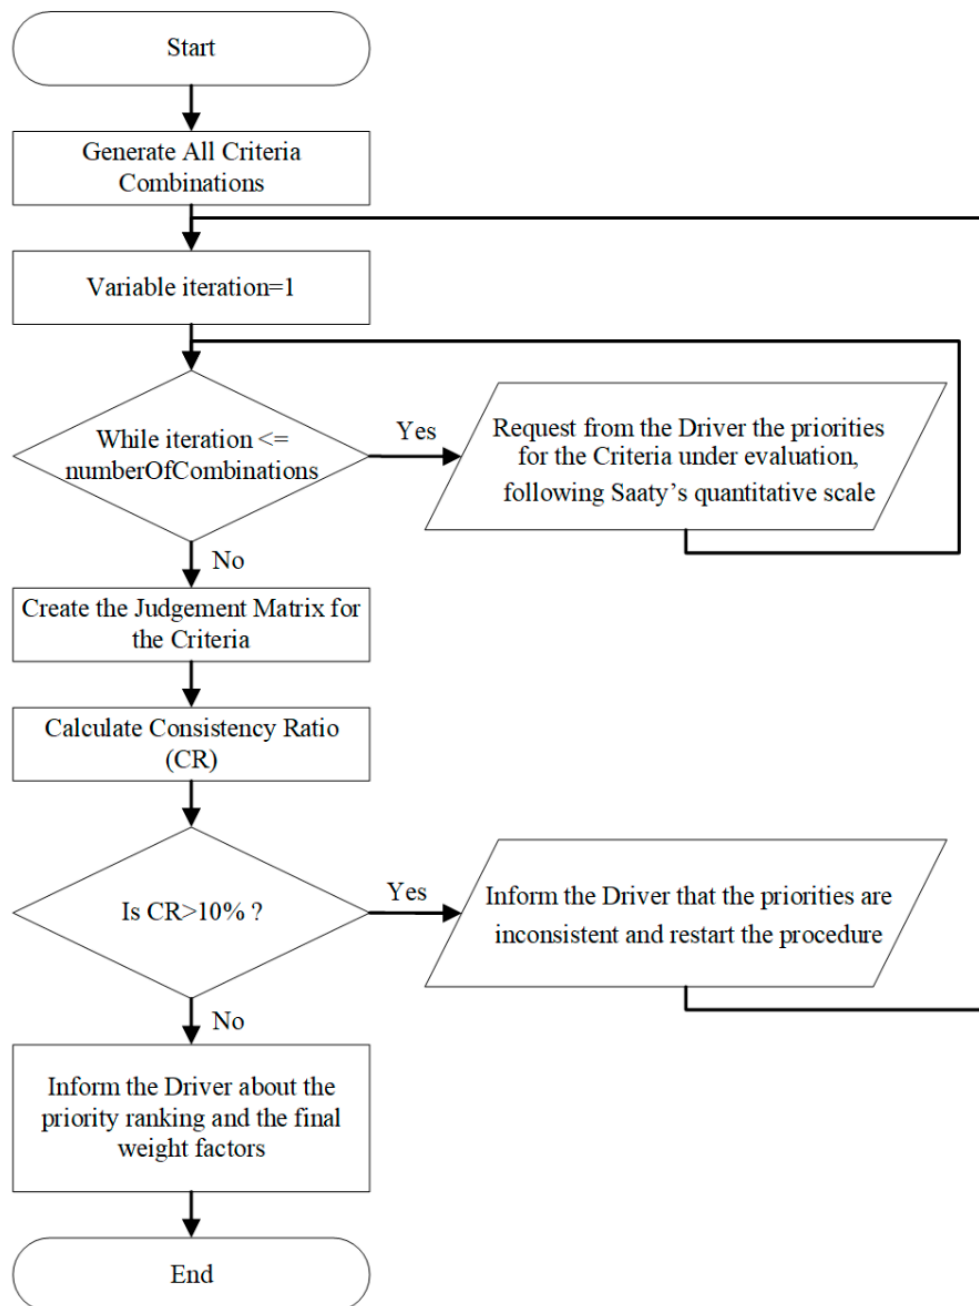 Start
Generate All Criteria
Combinations
Variable iteration=1
While iteration <=
numberOfCombinations
Yes
Request from the Driver the priorities
for the Criteria under evaluation,
following Saaty's quantitative scale
No
Create the Judgement Matrix for
the Criteria
Calculate Consistency Ratio
(CR)
Is CR>10% ?
Yes
Inform the Driver that the priorities are
inconsistent and restart the procedure
No
Inform the Driver about the
priority ranking and the final
weight factors
End